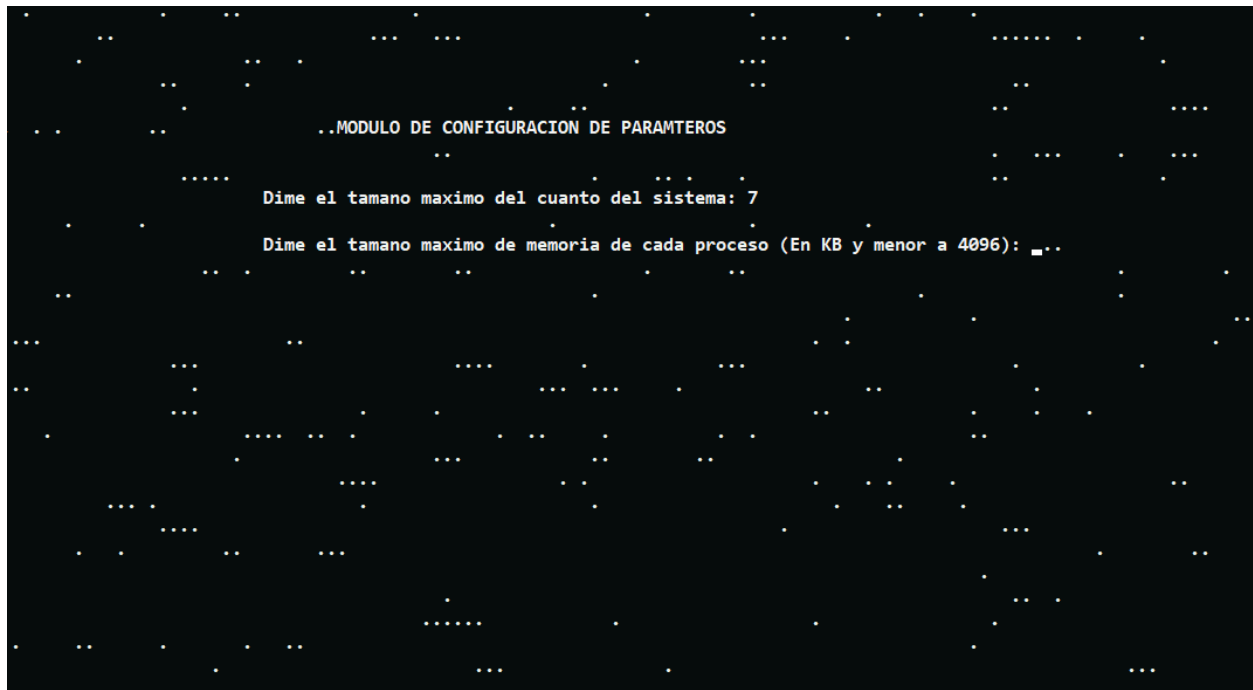 ..MODULO DE CONFIGURACION DE PARAMTEROS
Dime el tamano maximo del cuanto del sistema: 7
Dime el tamano maximo de memoria de cada proceso (En KB y menor a 4096): _..